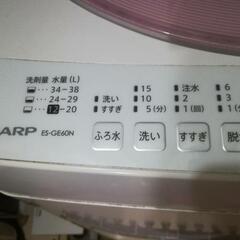 洗剤量 水量(L)
34-38
24-29
12-20
洗い
すすぎ
15
10
5(分)
注水
2
1(回)
6
3
1(
ARP ES-GE60N
ふろ水
洗い
すすぎ
脱